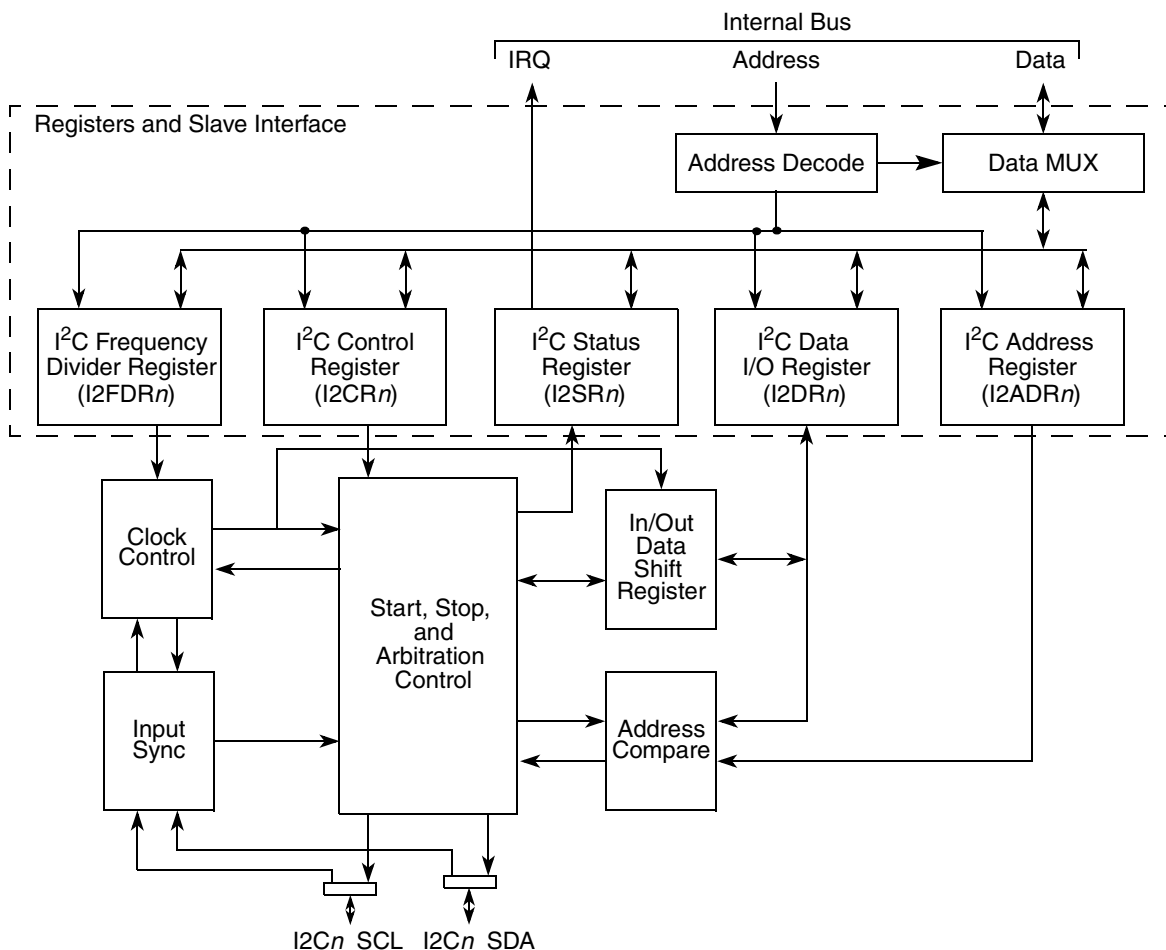 Internal Bus
IRQ
Address
Data
Registers and Slave Interface
Address Decode
Data MUX
I²C Frequency
Divider Register
(I2FDRn)
I²C Control
Register
(I2CRn)
I²C Status
Register
(I2SRn)
I²C Data
I/O Register
(I2DRn)
I²C Address
Register
(I2ADRn)
Clock
Control
Start, Stop,
and
Arbitration
Control
In/Out
Data
Shift
Register
Input
Sync
Address
Compare
I2Cn_SCL
I2Cn_SDA